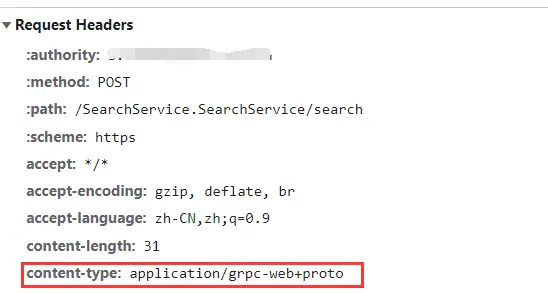 Request Headers
:authority:
:method: POST
:path: /SearchService.SearchService/search
:scheme: https
accept: */*
accept-encoding: gzip, deflate, br
accept-language: zh-CN,zh;q=0.9
content-length: 31
content-type: application/grpc-web+proto